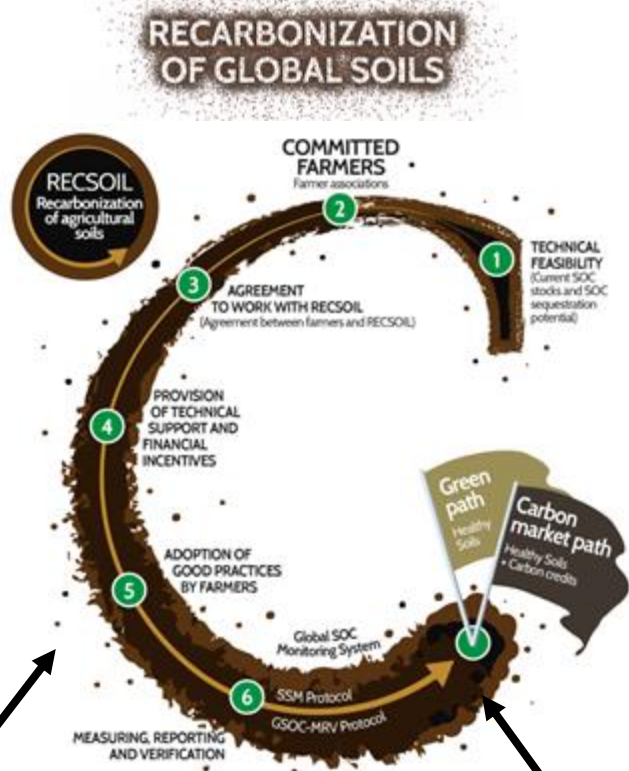 RECARBONIZATION
OF GLOBAL SOILS
RECSOIL
Recarbonization
of agricultural
soils
COMMITTED
FARMERS
Farmer associations
2
1
TECHNICAL
FEASIBILITY
(Current SOC
stocks and SOC
sequestration
potential)
3
AGREEMENT
TO WORK WITH RECSOIL
(Agreement between farmers and RECSOIL)
4
PROVISION
OF TECHNICAL
SUPPORT AND
FINANCIAL
INCENTIVES
Green
path
Healthy
Soils
Carbon
market path
Healthy Soils
+ Carbon credits
5
ADOPTION OF
GOOD PRACTICES
BY FARMERS
Global SOC
Monitoring System
6
SSM Protocol
GSOC-MRV Protocol
MEASURING, REPORTING
AND VERIFICATION